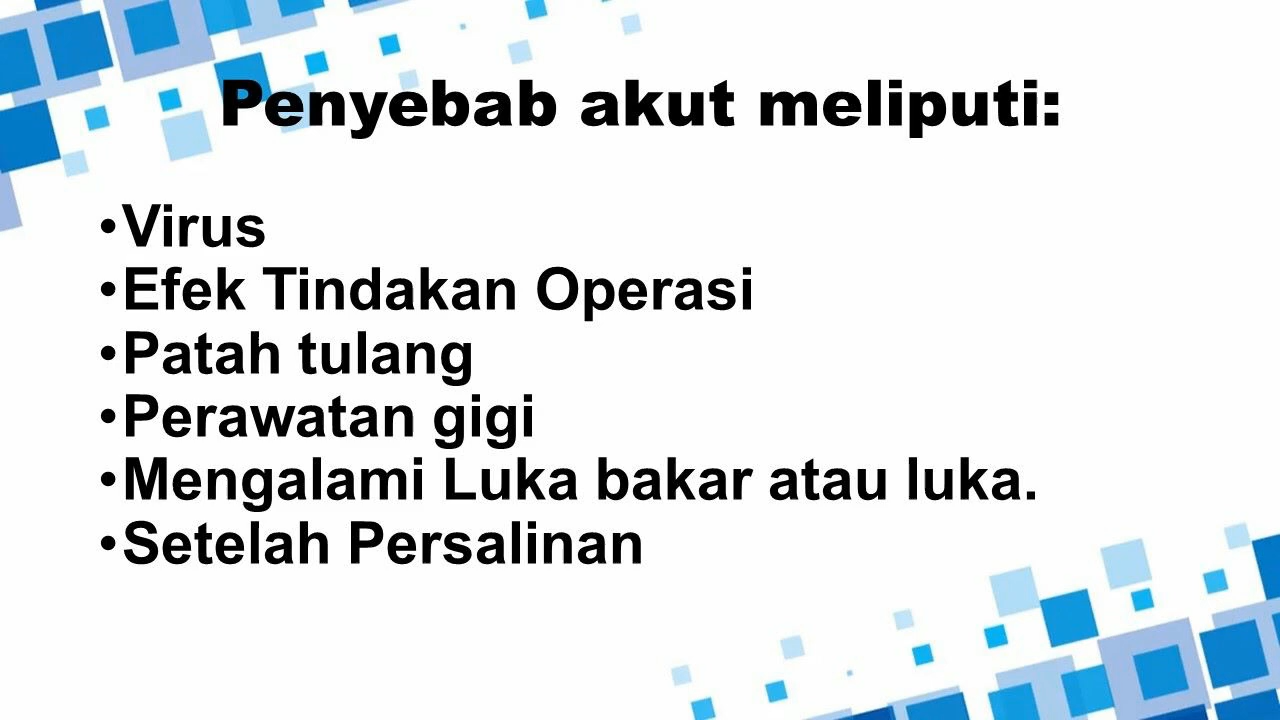 Penyebab akut meliputi:
•Virus
•Efek Tindakan Operasi
•Patah tulang
•Perawatan gigi
•Mengalami Luka bakar atau luka.
•Setelah Persalinan